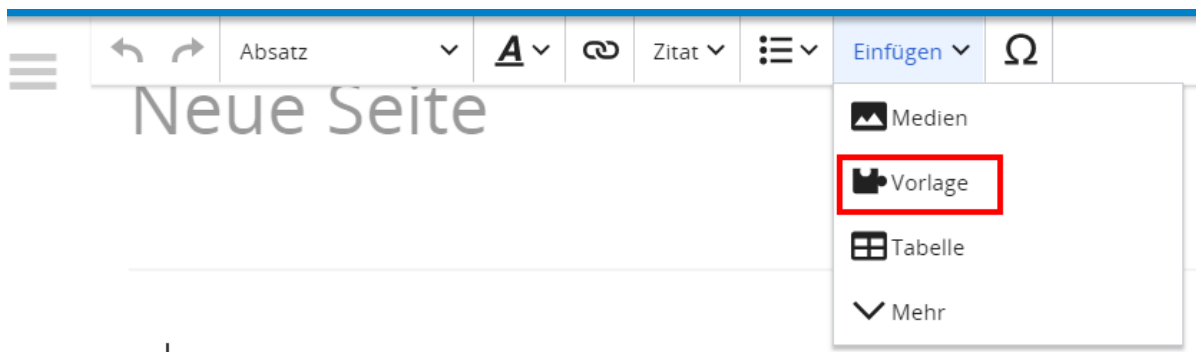 Absatz A Zitat Einfügen Ω
Neue Seite
Medien
Vorlage
Tabelle
Mehr